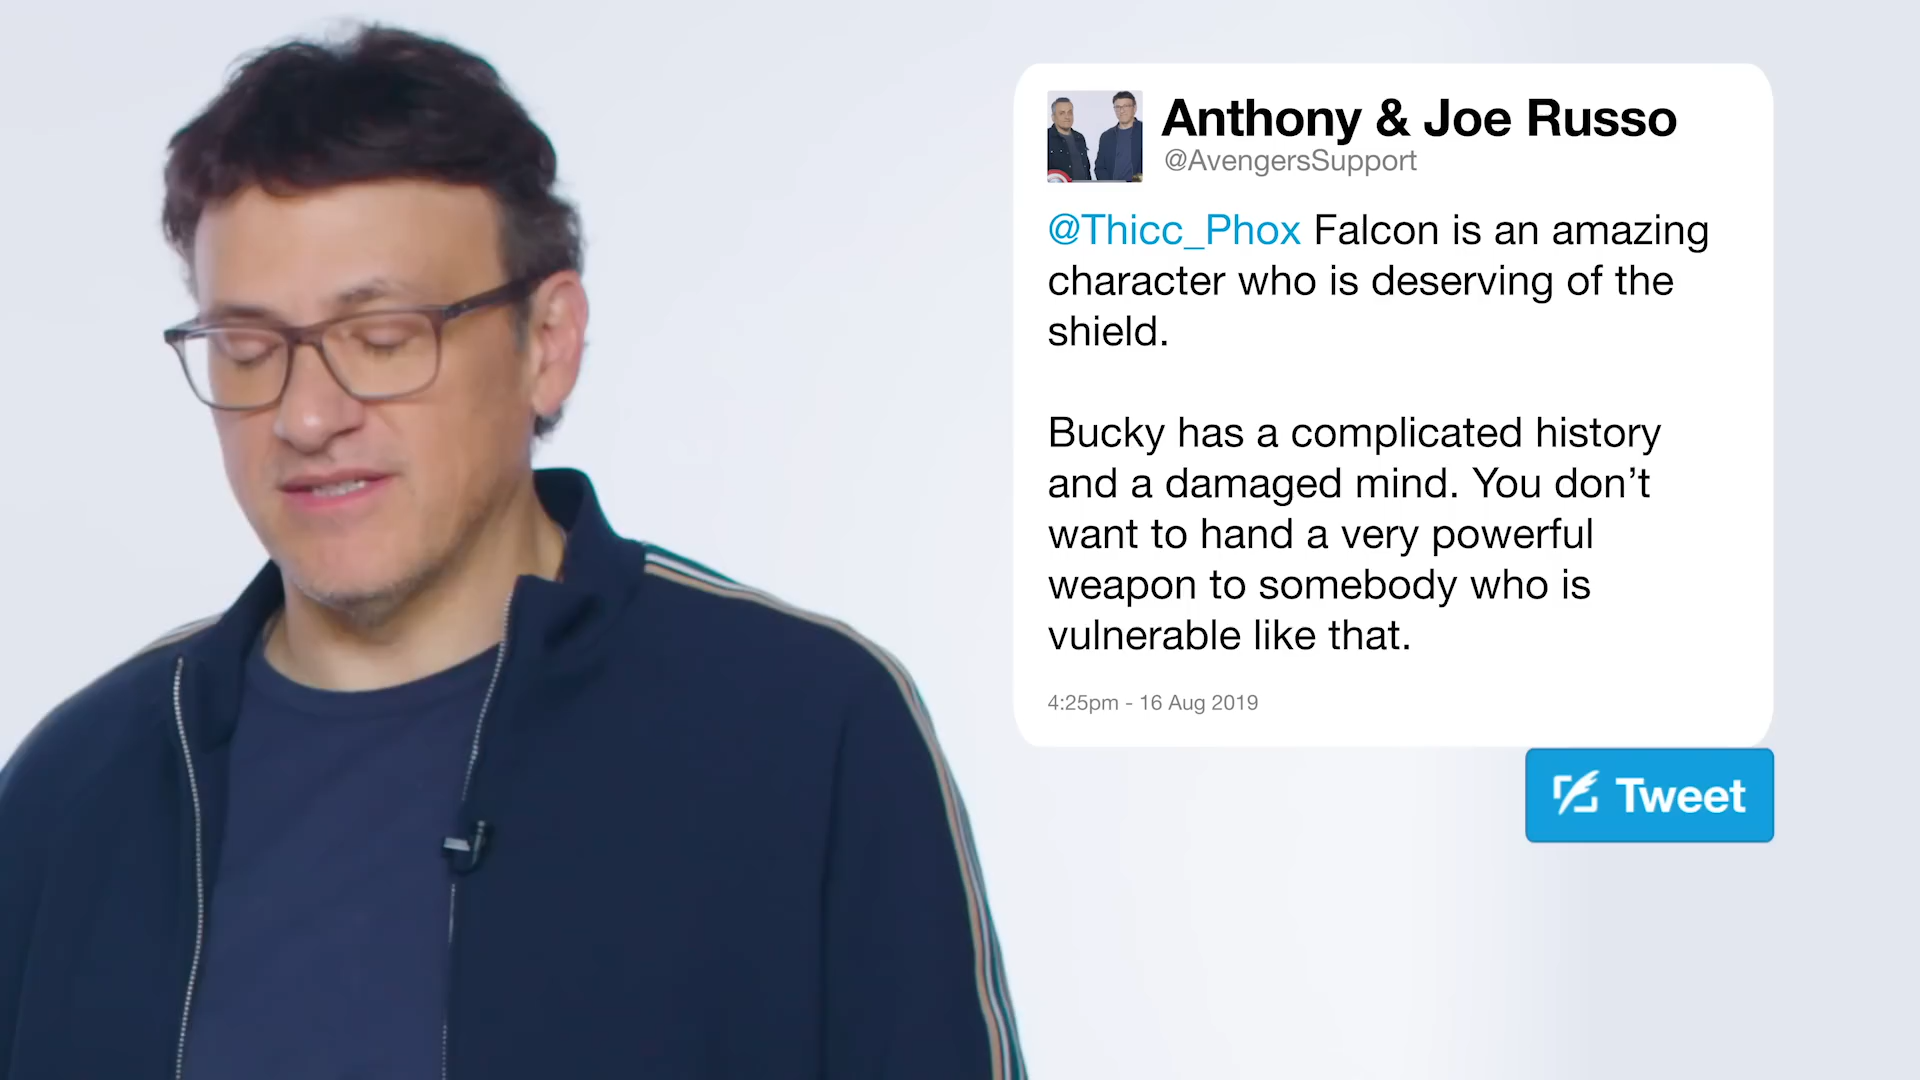 Anthony & Joe Russo
@AvengersSupport
@Thicc_Phox Falcon is an amazing
character who is deserving of the
shield.
Bucky has a complicated history
and a damaged mind. You don’t
want to hand a very powerful
weapon to somebody who is
vulnerable like that.
4:25pm - 16 Aug 2019
Tweet